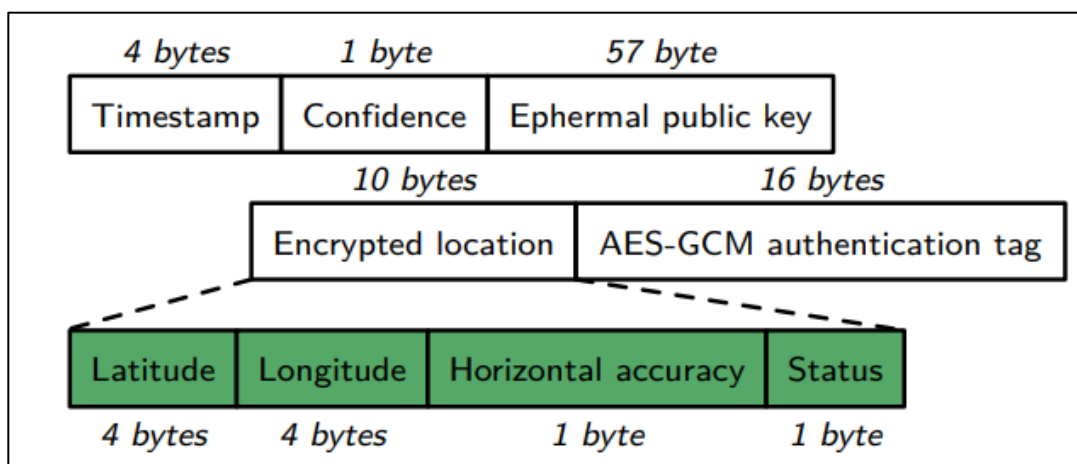 4 bytes 1 byte 57 byte
Timestamp Confidence Ephermal public key
10 bytes 16 bytes
Encrypted location AES-GCM authentication tag
Latitude Longitude Horizontal accuracy Status
4 bytes 4 bytes 1 byte 1 byte